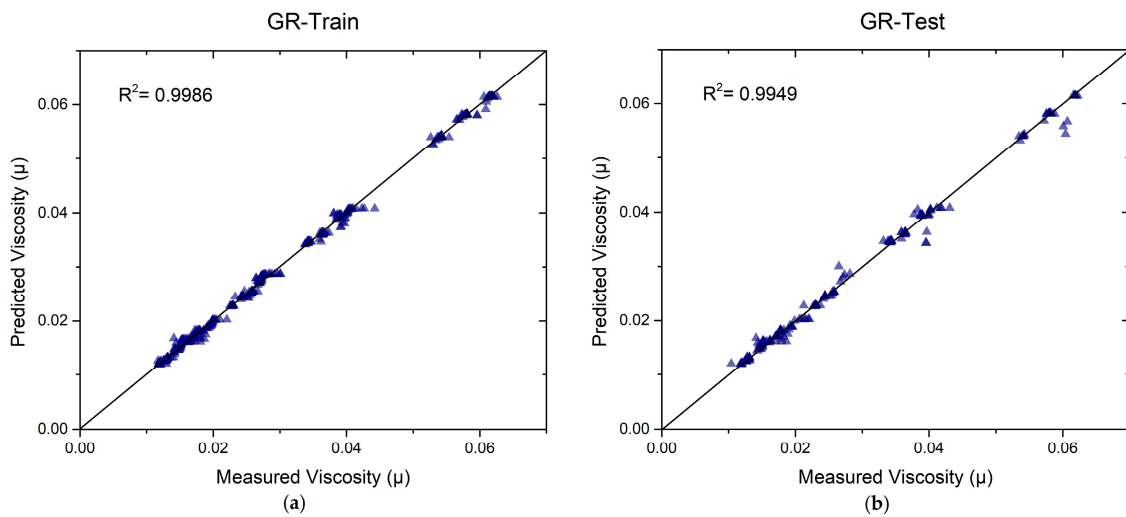 GR-Train
R²= 0.9986
Predicted Viscosity (μ)
0.06
0.04
0.02
0.00
0.00 0.02 0.04 0.06
Measured Viscosity (μ)
(a)
GR-Test
R²= 0.9949
Predicted Viscosity (μ)
0.06
0.04
0.02
0.00
0.00 0.02 0.04 0.06
Measured Viscosity (μ)
(b)